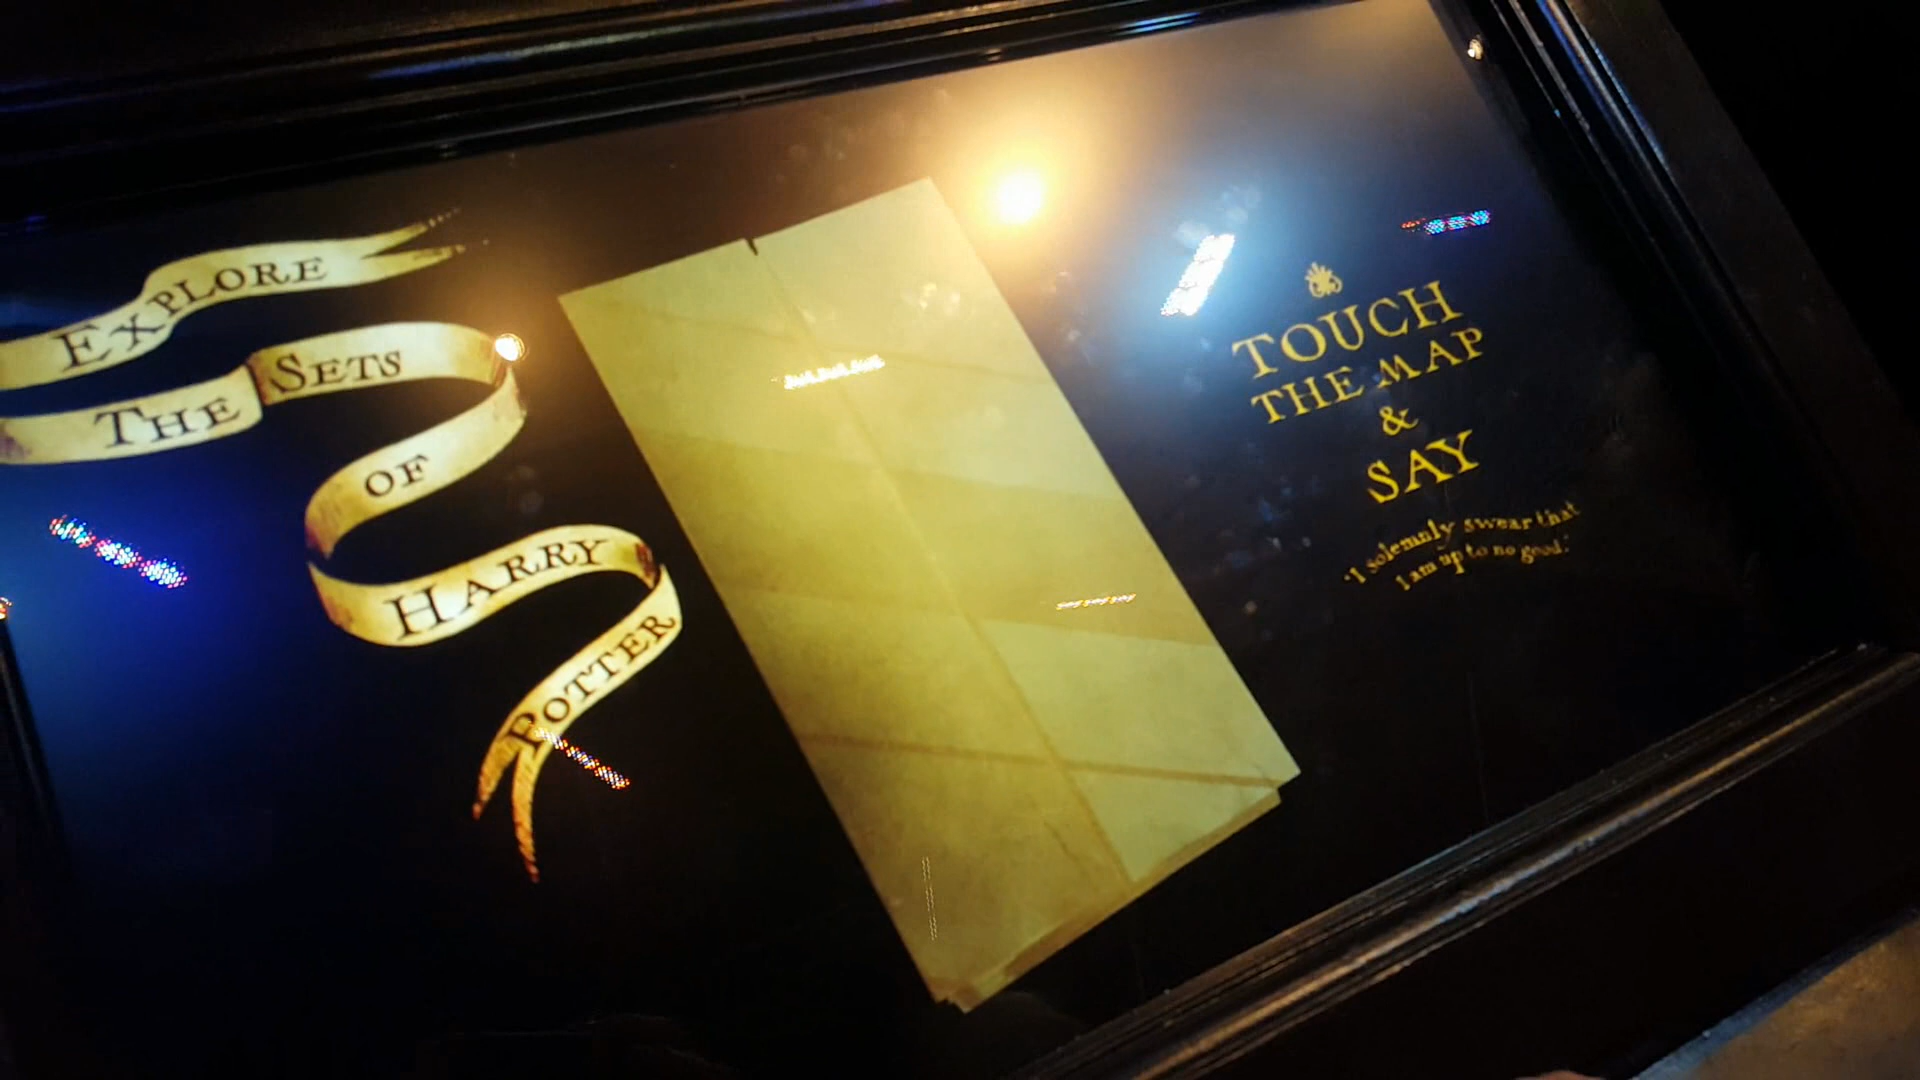 EXPLORE
THE SETS
OF
HARRY
POTTER
TOUCH
THE MAP
&
SAY
'I solemnly swear that
I am up to no good.'